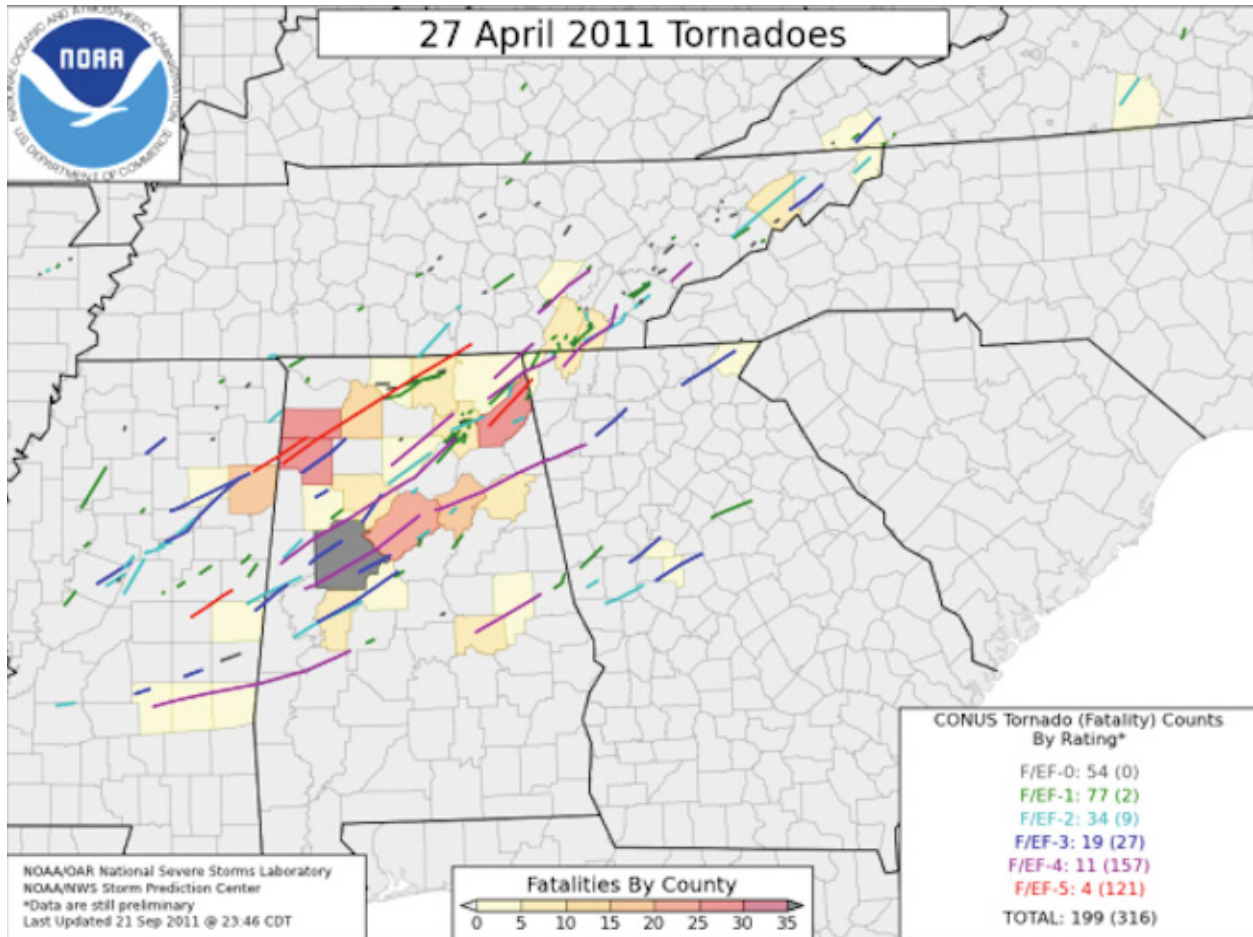 NATIONAL OCEANIC AND ATMOSPHERIC ADMINISTRATION
NOAA
U.S. DEPARTMENT OF COMMERCE
27 April 2011 Tornadoes
CONUS Tornado (Fatality) Counts
By Rating*
F/EF-0: 54 (0)
F/EF-1: 77 (2)
F/EF-2: 34 (9)
F/EF-3: 19 (27)
F/EF-4: 11 (157)
F/EF-5: 4 (121)
TOTAL: 199 (316)
NOAA/OAR National Severe Storms Laboratory
NOAA/NWS Storm Prediction Center
*Data are still preliminary
Last Updated 21 Sep 2011 @ 23:46 CDT
Fatalities By County
0 5 10 15 20 25 30 35